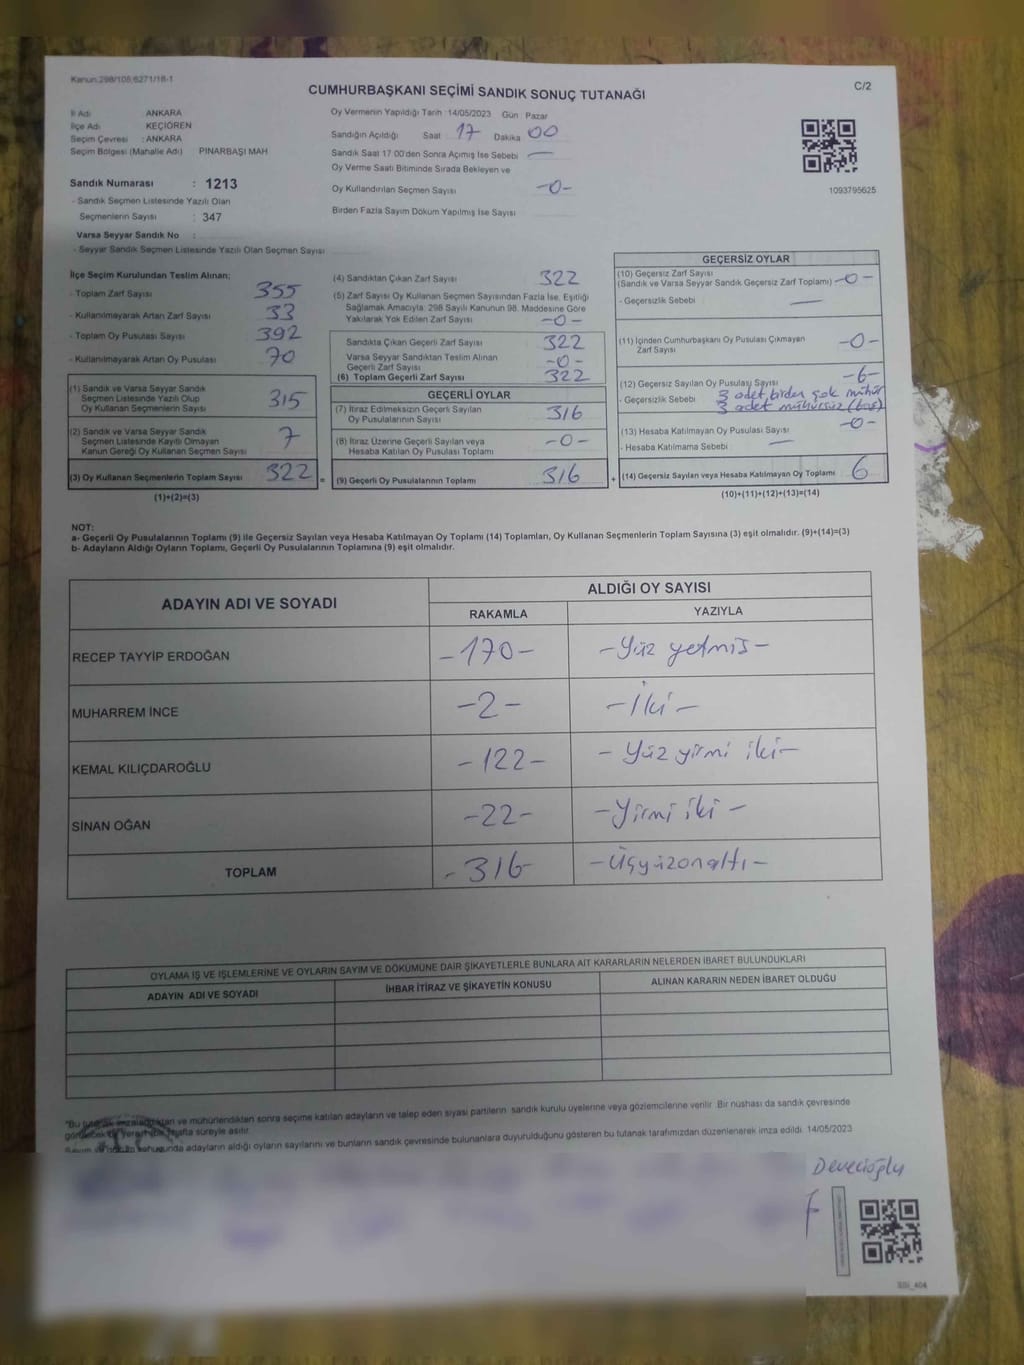 Kanun.298/105,6271/18-1
C/2
CUMHURBAŞKANI SEÇİMİ SANDIK SONUÇ TUTANAĞI
İl Adı ANKARA
İlçe Adı KEÇİÖREN
Seçim Çevresi : ANKARA
Seçim Bölgesi (Mahalle Adı) PINARBAŞI MAH
Sandık Numarası : 1213
- Sandık Seçmen Listesinde Yazılı Olan
Seçmenlerin Sayısı : 347
Varsa Seyyar Sandık No :
- Seyyar Sandık Seçmen Listesinde Yazılı Olan Seçmen Sayısı
Oy Vermenin Yapıldığı Tarih :14/05/2023 Gün Pazar
Sandığın Açıldığı Saat 17 Dakika 00
Sandık Saat 17:00'den Sonra Açımış İse Sebebi —
Oy Verme Saati Bitiminde Sırada Bekleyen ve
Oy Kullandırılan Seçmen Sayısı -0-
Birden Fazla Sayım Döküm Yapılmış İse Sayısı
1093795625
İlçe Seçim Kurulundan Teslim Alınan;
- Toplam Zarf Sayısı 355
- Kullanılmayarak Artan Zarf Sayısı 33
- Toplam Oy Pusulası Sayısı 392
- Kullanılmayarak Artan Oy Pusulası 70
(1) Sandık ve Varsa Seyyar Sandık
Seçmen Listesinde Yazılı Olup
Oy Kullanan Seçmenlerin Sayısı 315
(2) Sandık ve Varsa Seyyar Sandık
Seçmen Listesinde Kayıtlı Olmayan
Kanun Gereği Oy Kullanan Seçmen Sayısı 7
(3) Oy Kullanan Seçmenlerin Toplam Sayısı 322 =
(1)+(2)=(3)
(4) Sandıktan Çıkan Zarf Sayısı 322
(5) Zarf Sayısı Oy Kullanan Seçmen Sayısından Fazla İse, Eşitliği
Sağlamak Amacıyla; 298 Sayılı Kanunun 98. Maddesine Göre
Yakılarak Yok Edilen Zarf Sayısı -0-
Sandıkta Çıkan Geçerli Zarf Sayısı 322
Varsa Seyyar Sandıktan Teslim Alınan
Geçerli Zarf Sayısı -0-
(6) Toplam Geçerli Zarf Sayısı 322
GEÇERLİ OYLAR
(7) İtiraz Edilmeksizin Geçerli Sayılan
Oy Pusulalarının Sayısı 316
(8) İtiraz Üzerine Geçerli Sayılan veya
Hesaba Katılan Oy Pusulası Toplamı -0-
(9) Geçerli Oy Pusulalarının Toplamı 316 +
GEÇERSİZ OYLAR
(10) Geçersiz Zarf Sayısı
(Sandık ve Varsa Seyyar Sandık Geçersiz Zarf Toplamı) -0-
- Geçersizlik Sebebi —
(11) İçinden Cumhurbaşkanı Oy Pusulası Çıkmayan
Zarf Sayısı -0-
(12) Geçersiz Sayılan Oy Pusulası Sayısı -6-
- Geçersizlik Sebebi 3 adet birden çok mühür
3 adet mühürsüz (boş)
(13) Hesaba Katılmayan Oy Pusulası Sayısı -0-
- Hesaba Katılmama Sebebi —
(14) Geçersiz Sayılan veya Hesaba Katılmayan Oy Toplamı 6
(10)+(11)+(12)+(13)=(14)
NOT:
a- Geçerli Oy Pusulalarının Toplamı (9) ile Geçersiz Sayılan veya Hesaba Katılmayan Oy Toplamı (14) Toplamları, Oy Kullanan Seçmenlerin Toplam Sayısına (3) eşit olmalıdır. (9)+(14)=(3)
b- Adayların Aldığı Oyların Toplamı, Geçerli Oy Pusulalarının Toplamına (9) eşit olmalıdır.
ADAYIN ADI VE SOYADI
ALDIĞI OY SAYISI
RAKAMLA YAZIYLA
RECEP TAYYİP ERDOĞAN -170- -Yüz yetmiş-
MUHARREM İNCE -2- -İki-
KEMAL KILIÇDAROĞLU -122- -Yüz yirmi iki-
SİNAN OĞAN -22- -Yirmi iki-
TOPLAM -316- -Üçyüzonaltı-
OYLAMA İŞ VE İŞLEMLERİNE VE OYLARIN SAYIM VE DÖKÜMÜNE DAİR ŞİKAYETLERLE BUNLARA AİT KARARLARIN NELERDEN İBARET BULUNDUKLARI
ADAYIN ADI VE SOYADI İHBAR İTİRAZ VE ŞİKAYETİN KONUSU ALINAN KARARIN NEDEN İBARET OLDUĞU
"Bu imzalandıktan ve mühürlendikten sonra seçime katılan adayların ve talep eden siyasi partilerin sandık kurulu üyelerine veya gözlemcilerine verilir. Bir nüshası da sandık çevresinde
hafta süreyle asılır.
adayların aldığı oyların sayılarını ve bunların sandık çevresinde bulunanlara duyurulduğunu gösteren bu tutanak tarafımızdan düzenlenerek imza edildi. 14/05/2023
Devecioğlu
SSI_404